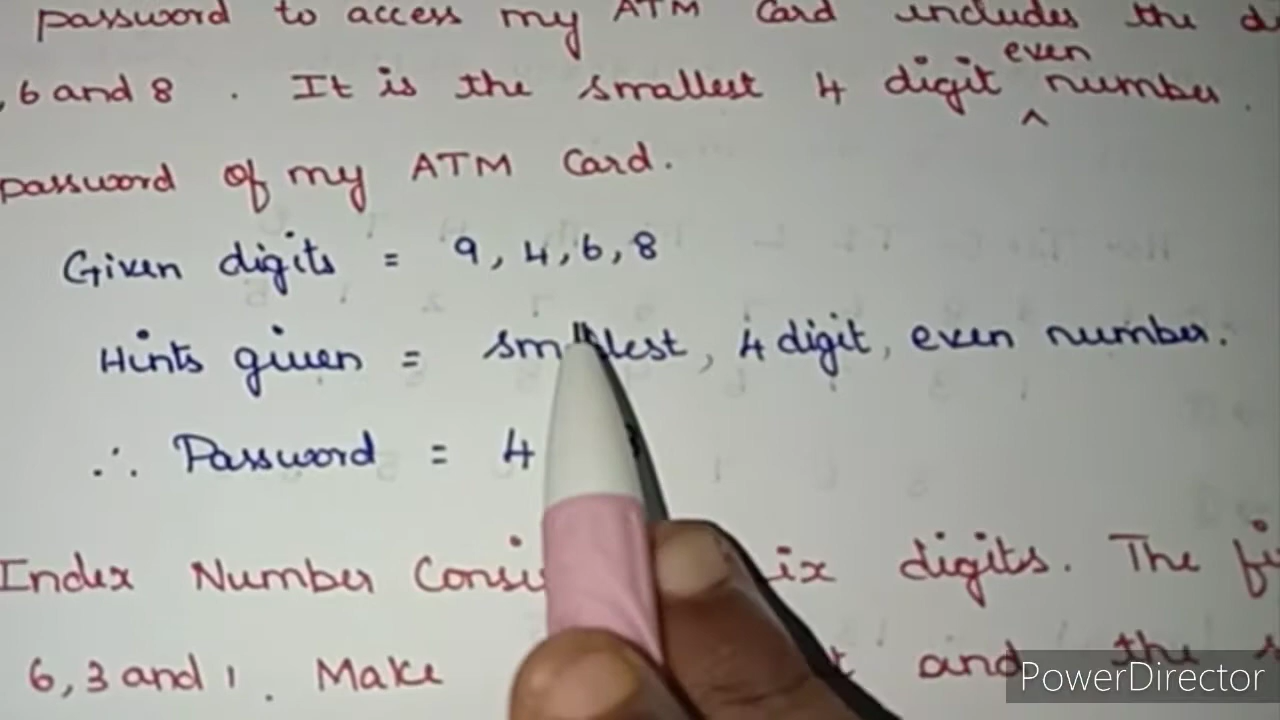 password to access my ATM Card includes the
even
, 6 and 8 . It is the smallest 4 digit ^ number .
password of my ATM Card.
Given digits = 9, 4, 6, 8
Hints given = smallest, 4 digit, even number.
∴ Password = 4
Index Number digits. The
6, 3 and 1 . Make and the
PowerDirector